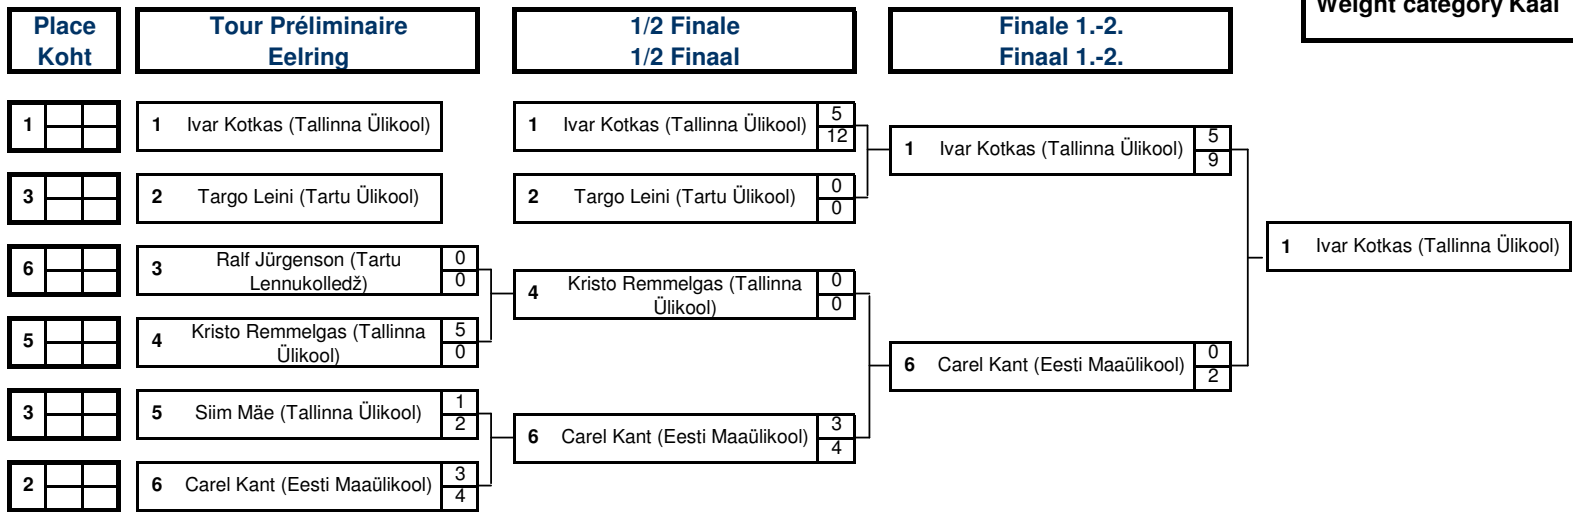 Weight category Kaal
Place
Koht
Tour Préliminaire
Eelring
1/2 Finale
1/2 Finaal
Finale 1.-2.
Finaal 1.-2.
1
1 Ivar Kotkas (Tallinna Ülikool)
1 Ivar Kotkas (Tallinna Ülikool)
5
12
1 Ivar Kotkas (Tallinna Ülikool)
5
9
3
2 Targo Leini (Tartu Ülikool)
2 Targo Leini (Tartu Ülikool)
0
0
1 Ivar Kotkas (Tallinna Ülikool)
6
3 Ralf Jürgenson (Tartu
Lennukolledž)
0
0
4 Kristo Remmelgas (Tallinna
Ülikool)
0
0
5
4 Kristo Remmelgas (Tallinna
Ülikool)
5
0
6 Carel Kant (Eesti Maaülikool)
0
2
3
5 Siim Mäe (Tallinna Ülikool)
1
2
6 Carel Kant (Eesti Maaülikool)
3
4
2
6 Carel Kant (Eesti Maaülikool)
3
4